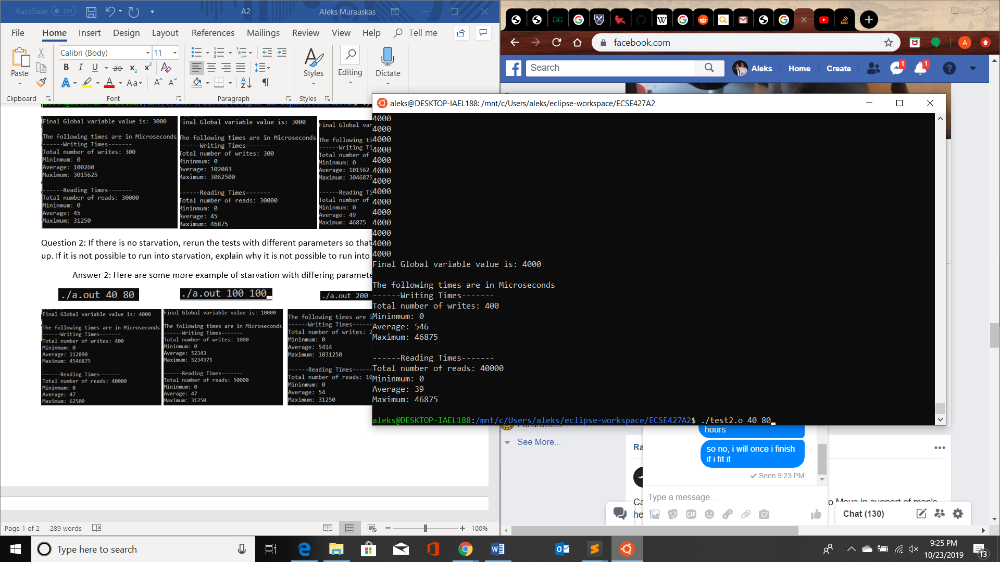 AutoSave Off
A2
Aleks Murauskas
File Home Insert Design Layout References Mailings Review View Help Tell me
Calibri (Body) 11
Paste
Styles
Editing
Dictate
Clipboard Font Paragraph Styles
Final Global variable value is: 3000
The following times are in Microseconds
------Writing Times-------
Total number of writes: 300
Mininmum: 0
Average: 100260
Maximum: 3015625
------Reading Times-------
Total number of reads: 30000
Mininmum: 0
Average: 45
Maximum: 31250
Final Global variable value is: 3000
The following times are in Microseconds
------Writing Times-------
Total number of writes: 300
Mininmum: 0
Average: 102083
Maximum: 3062500
------Reading Times-------
Total number of reads: 30000
Mininmum: 0
Average: 45
Maximum: 46875
Final Global var
The following ti
------Writing Ti
Total number of
Mininmum: 0
Average: 101562
Maximum: 3046875
------Reading Ti
Total number of
Mininmum: 0
Average: 49
Maximum: 46875
Question 2: If there is no starvation, rerun the tests with different parameters so that
up. If it is not possible to run into starvation, explain why it is not possible to run into
Answer 2: Here are some more example of starvation with differing paramete
./a.out 40 80
./a.out 100 100
./a.out 200
Final Global variable value is: 4000
The following times are in Microseconds
------Writing Times-------
Total number of writes: 400
Mininmum: 0
Average: 112890
Maximum: 4546875
------Reading Times-------
Total number of reads: 40000
Mininmum: 0
Average: 47
Maximum: 62500
Final Global variable value is: 10000
The following times are in Microseconds
------Writing Times-------
Total number of writes: 1000
Mininmum: 0
Average: 52343
Maximum: 5234375
------Reading Times-------
Total number of reads: 50000
Mininmum: 0
Average: 47
Maximum: 31250
The following times are i
------Writing Times------
Total number of writes: 2
Mininmum: 0
Average: 5414
Maximum: 1031250
------Reading Times------
Total number of reads: 10
Mininmum: 0
Average: 54
Maximum: 31250
Page 1 of 2 289 words
100%
facebook.com
Search
Aleks Home Create
1 1
aleks@DESKTOP-IAEL188: /mnt/c/Users/aleks/eclipse-workspace/ECSE427A2
4000
4000
4000
4000
4000
4000
4000
4000
4000
4000
4000
4000
4000
4000
Final Global variable value is: 4000
The following times are in Microseconds
------Writing Times-------
Total number of writes: 400
Mininmum: 0
Average: 546
Maximum: 46875
------Reading Times-------
Total number of reads: 40000
Mininmum: 0
Average: 39
Maximum: 46875
aleks@DESKTOP-IAEL188:/mnt/c/Users/aleks/eclipse-workspace/ECSE427A2$ ./test2.o 40 80
Fundraisers
See More...
hours
so no, i will once i finish
if i fit it
Seen 9:23 PM
Type a message...
GIF
Ra
Ca
he
to Move in support of men's
Chat (130)
Type here to search
9:25 PM
10/23/2019
13